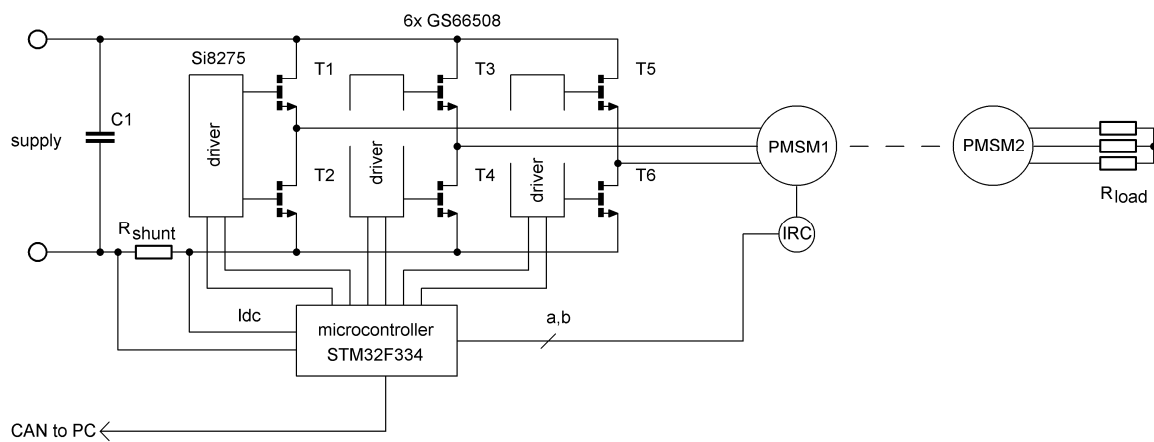 6x GS66508
Si8275
T1
T3
T5
C1
supply
driver
driver
driver
PMSM1
PMSM2
T2
T4
T6
Rload
Rshunt
IRC
Idc
microcontroller
STM32F334
a,b
CAN to PC